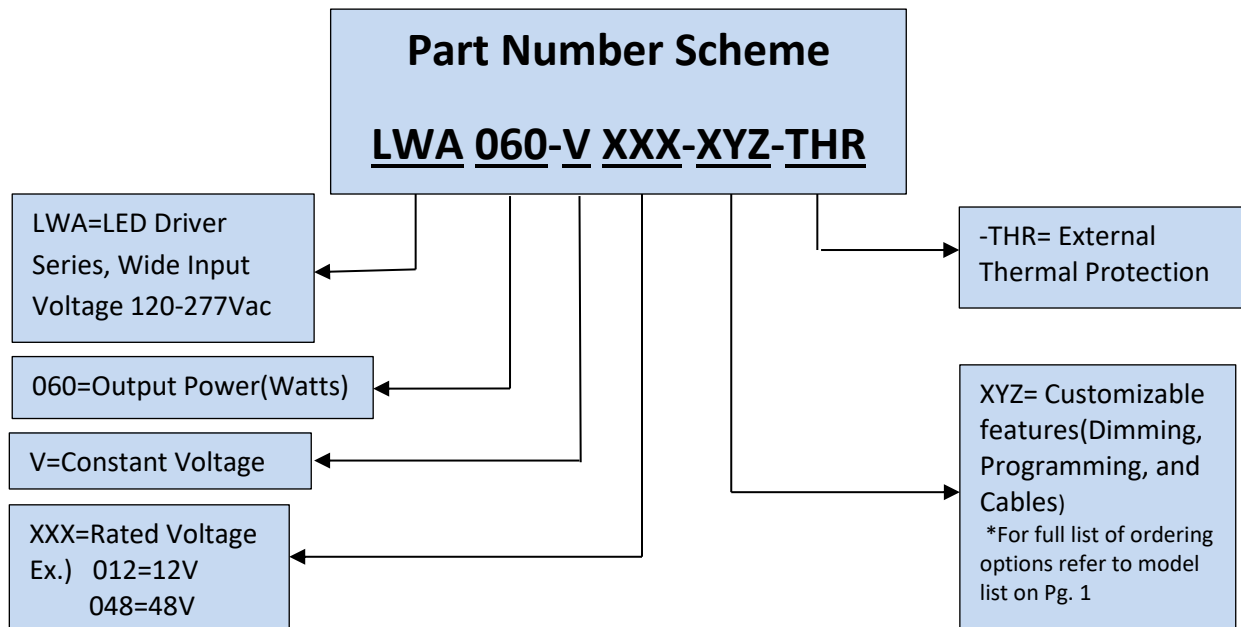 Part Number Scheme
LWA 060-V XXX-XYZ-THR
LWA=LED Driver
Series, Wide Input
Voltage 120-277Vac
060=Output Power(Watts)
V=Constant Voltage
XXX=Rated Voltage
Ex.) 012=12V
048=48V
-THR= External
Thermal Protection
XYZ= Customizable
features(Dimming,
Programming, and
Cables)
*For full list of ordering
options refer to model
list on Pg. 1